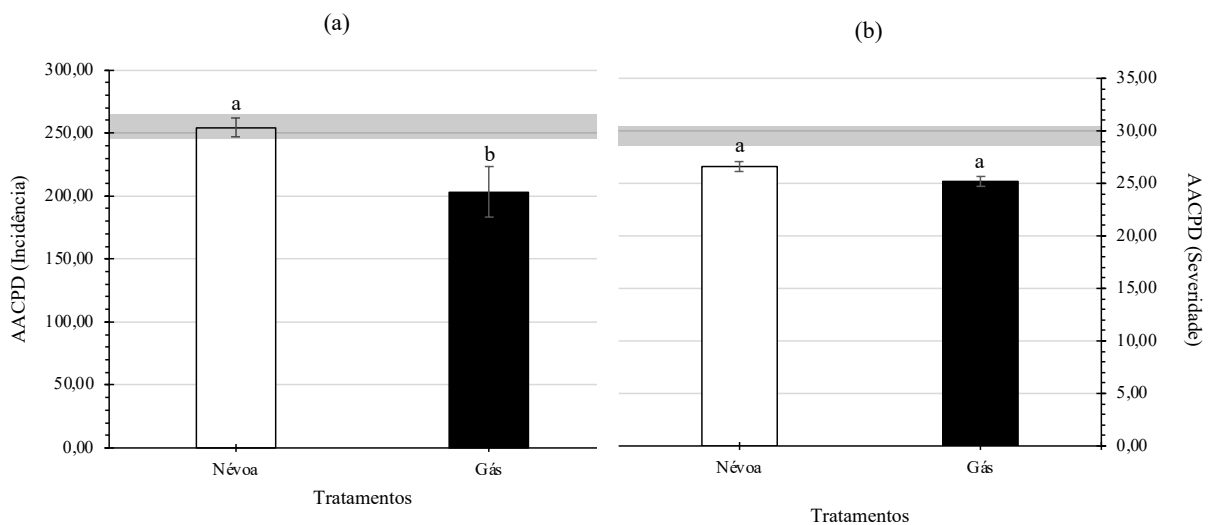 (a)
AACPD (Incidência)
300,00
250,00
200,00
150,00
100,00
50,00
0,00
a
b
Névoa
Gás
Tratamentos
(b)
a
a
35,00
30,00
25,00
20,00
15,00
10,00
5,00
0,00
AACPD (Severidade)
Névoa
Gás
Tratamentos